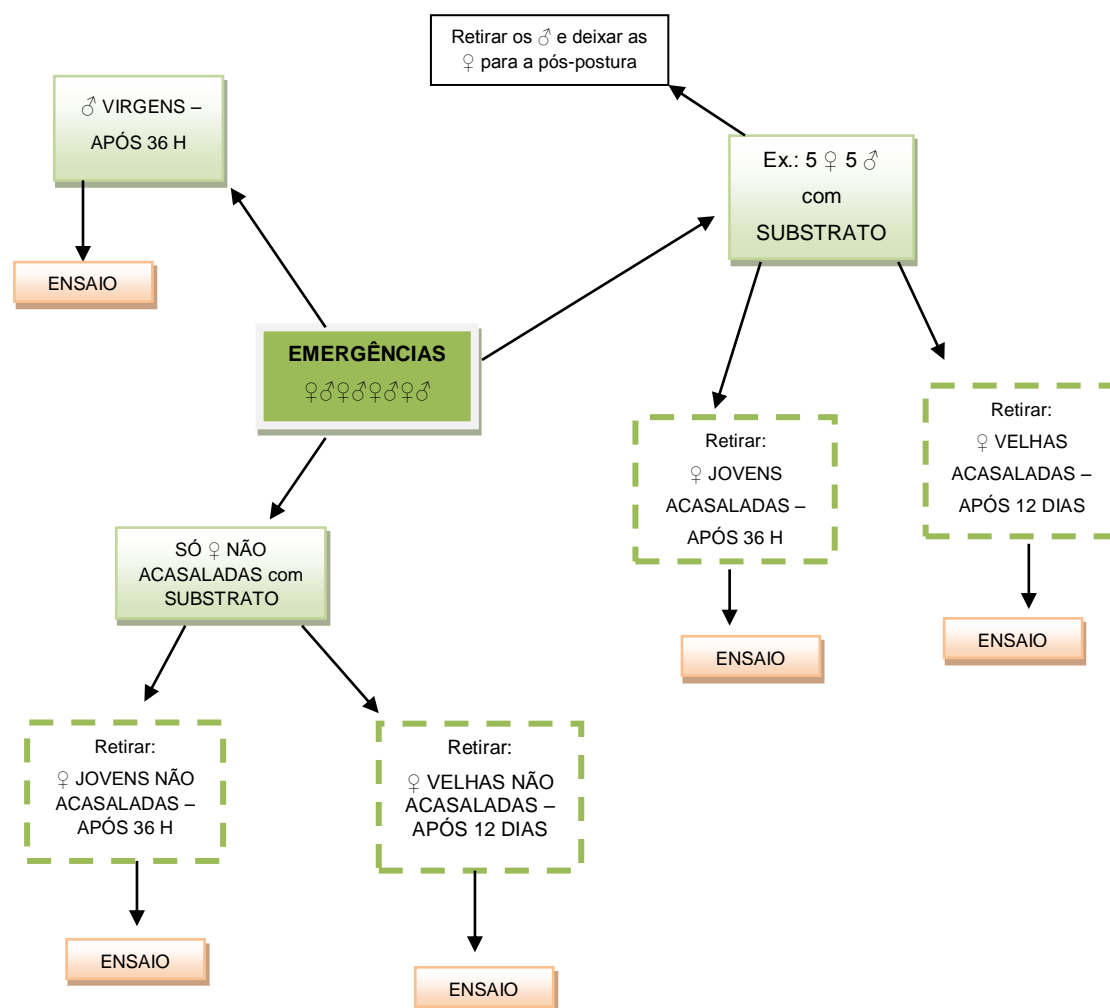 Retirar os ♂ e deixar as
♀ para a pós-postura
♂ VIRGENS –
APÓS 36 H
Ex.: 5 ♀ 5 ♂
com
SUBSTRATO
ENSAIO
EMERGÊNCIAS
♀♂♀♂♀♂♀♂
Retirar:
♀ JOVENS
ACASALADAS –
APÓS 36 H
Retirar:
♀ VELHAS
ACASALADAS –
APÓS 12 DIAS
SÓ ♀ NÃO
ACASALADAS com
SUBSTRATO
ENSAIO
ENSAIO
Retirar:
♀ JOVENS NÃO
ACASALADAS –
APÓS 36 H
Retirar:
♀ VELHAS NÃO
ACASALADAS –
APÓS 12 DIAS
ENSAIO
ENSAIO